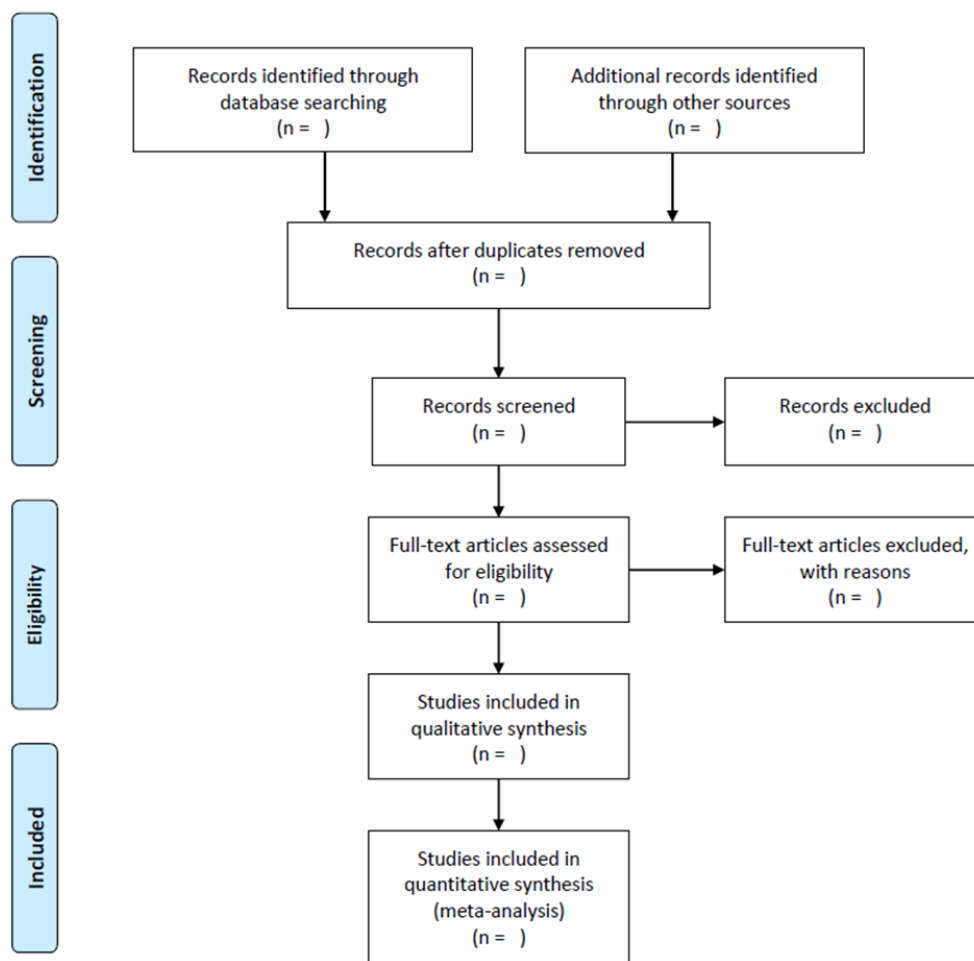 Identification
Records identified through
database searching
(n =   )
Additional records identified
through other sources
(n =   )
Records after duplicates removed
(n =   )
Screening
Records screened
(n =   )
Records excluded
(n =   )
Eligibility
Full-text articles assessed
for eligibility
(n =   )
Full-text articles excluded,
with reasons
(n =   )
Studies included in
qualitative synthesis
(n =   )
Included
Studies included in
quantitative synthesis
(meta-analysis)
(n =   )